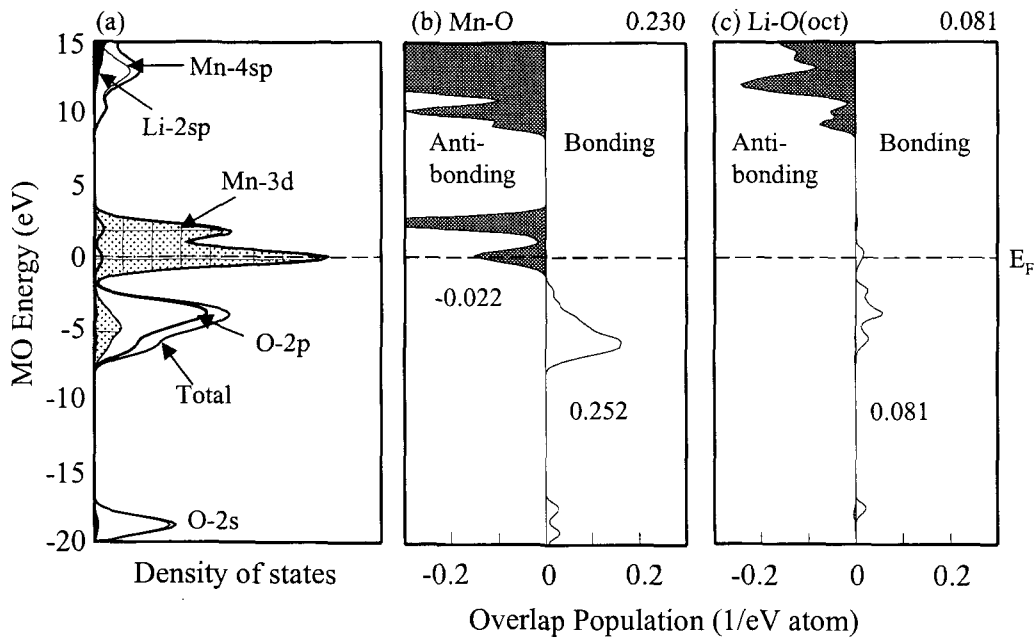 (a)
(b) Mn-O 0.230
(c) Li-O(oct) 0.081
MO Energy (eV)
15
10
5
0
-5
-10
-15
-20
Mn-4sp
Li-2sp
Mn-3d
O-2p
Total
O-2s
Density of states
Anti-
bonding
Bonding
-0.022
0.252
-0.2 0 0.2
Anti-
bonding
Bonding
0.081
E_F
-0.2 0 0.2
Overlap Population (1/eV atom)